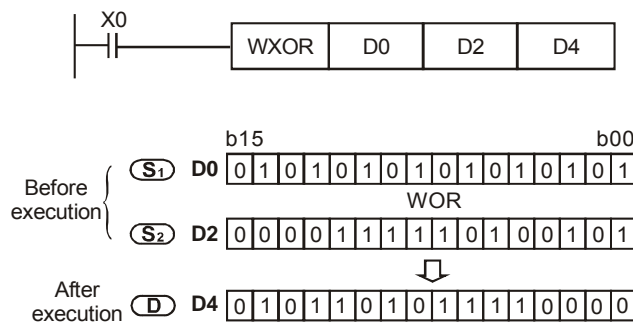 X0
WXOR D0 D2 D4
b15 b00
Before execution
S1 D0 0 1 0 1 0 1 0 1 0 1 0 1 0 1 0 1
WOR
S2 D2 0 0 0 0 1 1 1 1 1 0 1 0 0 1 0 1
After execution
D D4 0 1 0 1 1 0 1 0 1 1 1 1 0 0 0 0